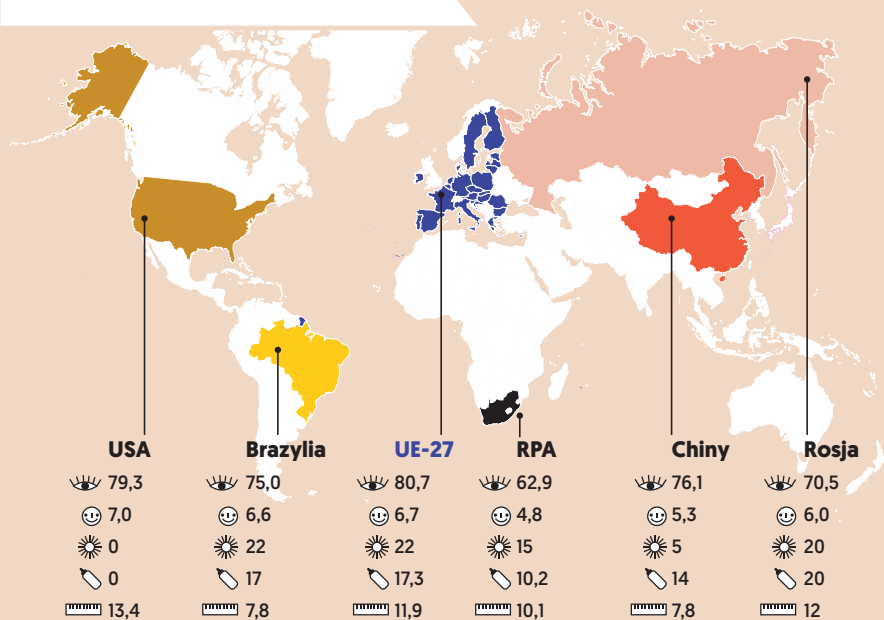 USA Brazylia UE-27 RPA Chiny Rosja
79,3 75,0 80,7 62,9 76,1 70,5
7,0 6,6 6,7 4,8 5,3 6,0
0 22 22 15 5 20
0 17 17,3 10,2 14 20
13,4 7,8 11,9 10,1 7,8 12